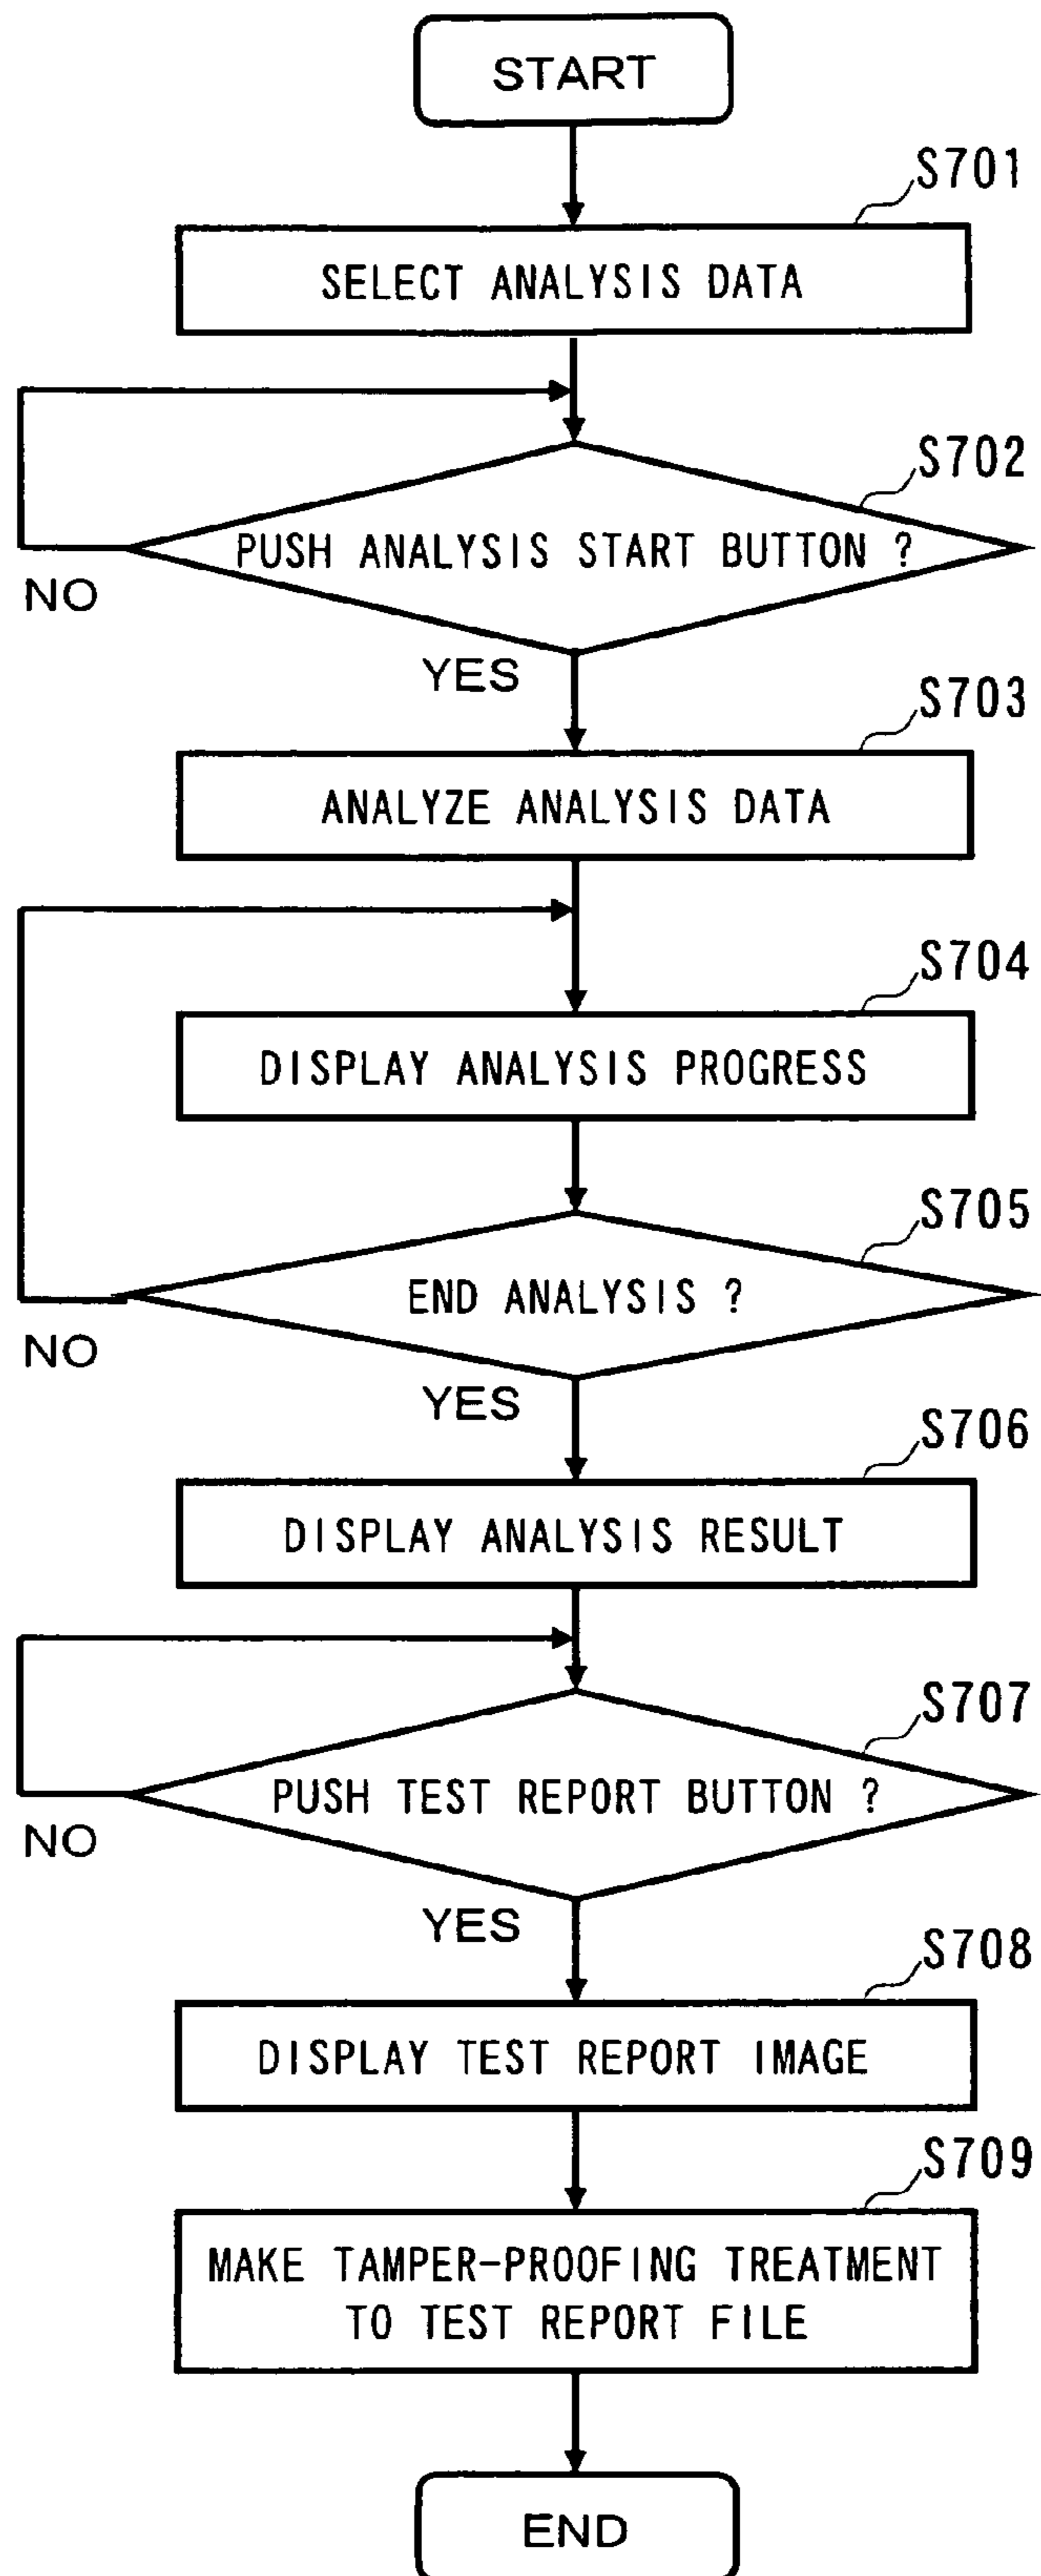 START
S701
SELECT ANALYSIS DATA
S702
PUSH ANALYSIS START BUTTON ?
NO
YES
S703
ANALYZE ANALYSIS DATA
S704
DISPLAY ANALYSIS PROGRESS
S705
END ANALYSIS ?
NO
YES
S706
DISPLAY ANALYSIS RESULT
S707
PUSH TEST REPORT BUTTON ?
NO
YES
S708
DISPLAY TEST REPORT IMAGE
S709
MAKE TAMPER-PROOFING TREATMENT
TO TEST REPORT FILE
END